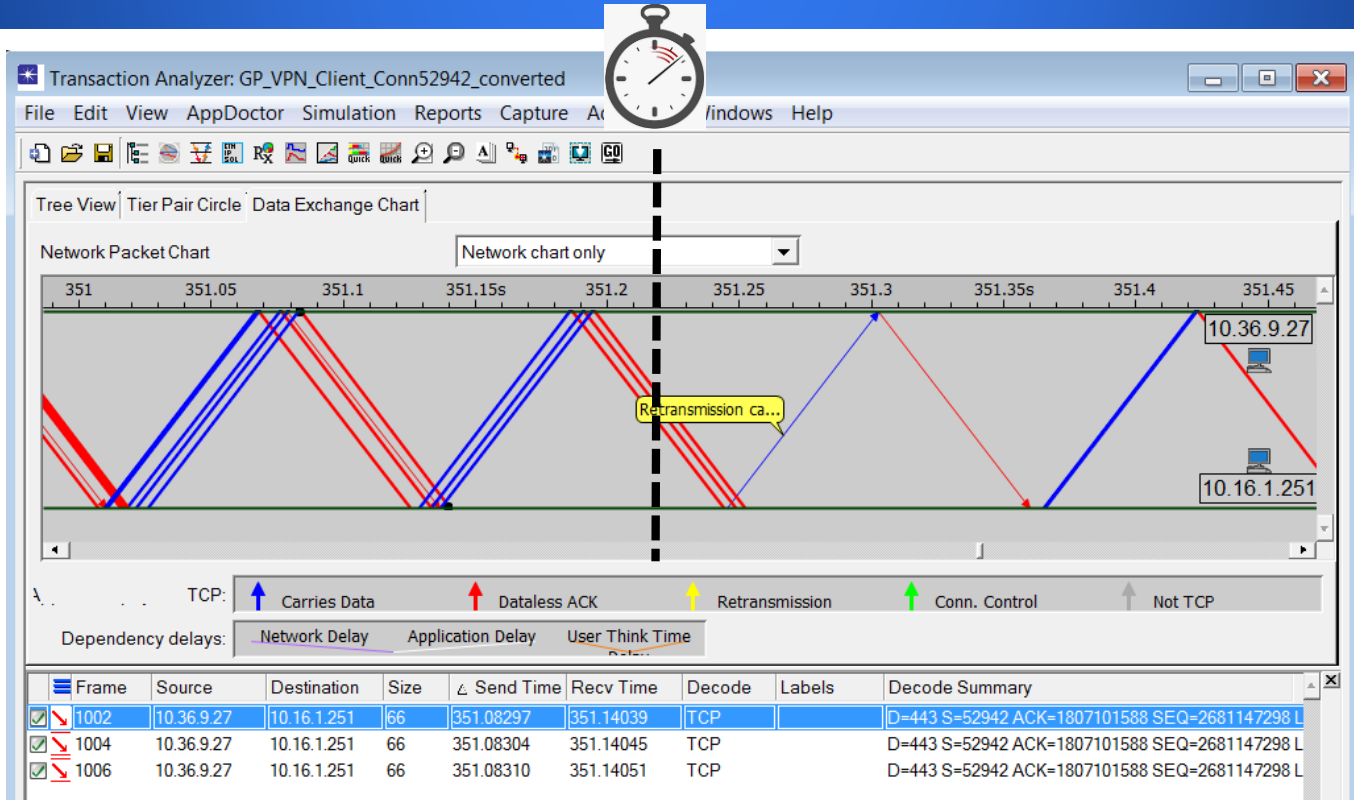 Transaction Analyzer: GP_VPN_Client_Conn52942_converted
File Edit View AppDoctor Simulation Reports Capture Windows Help
QUICK QUICK GO
Tree View Tier Pair Circle Data Exchange Chart
Network Packet Chart Network chart only
351 351.05 351.1 351.15s 351.2 351.25 351.3 351.35s 351.4 351.45
10.36.9.27
Retransmission ca...
10.16.1.251
TCP: Carries Data Dataless ACK Retransmission Conn. Control Not TCP
Dependency delays: Network Delay Application Delay User Think Time
Frame Source Destination Size Send Time Recv Time Decode Labels Decode Summary
1002 10.36.9.27 10.16.1.251 66 351.08297 351.14039 TCP D=443 S=52942 ACK=1807101588 SEQ=2681147298 L
1004 10.36.9.27 10.16.1.251 66 351.08304 351.14045 TCP D=443 S=52942 ACK=1807101588 SEQ=2681147298 L
1006 10.36.9.27 10.16.1.251 66 351.08310 351.14051 TCP D=443 S=52942 ACK=1807101588 SEQ=2681147298 L